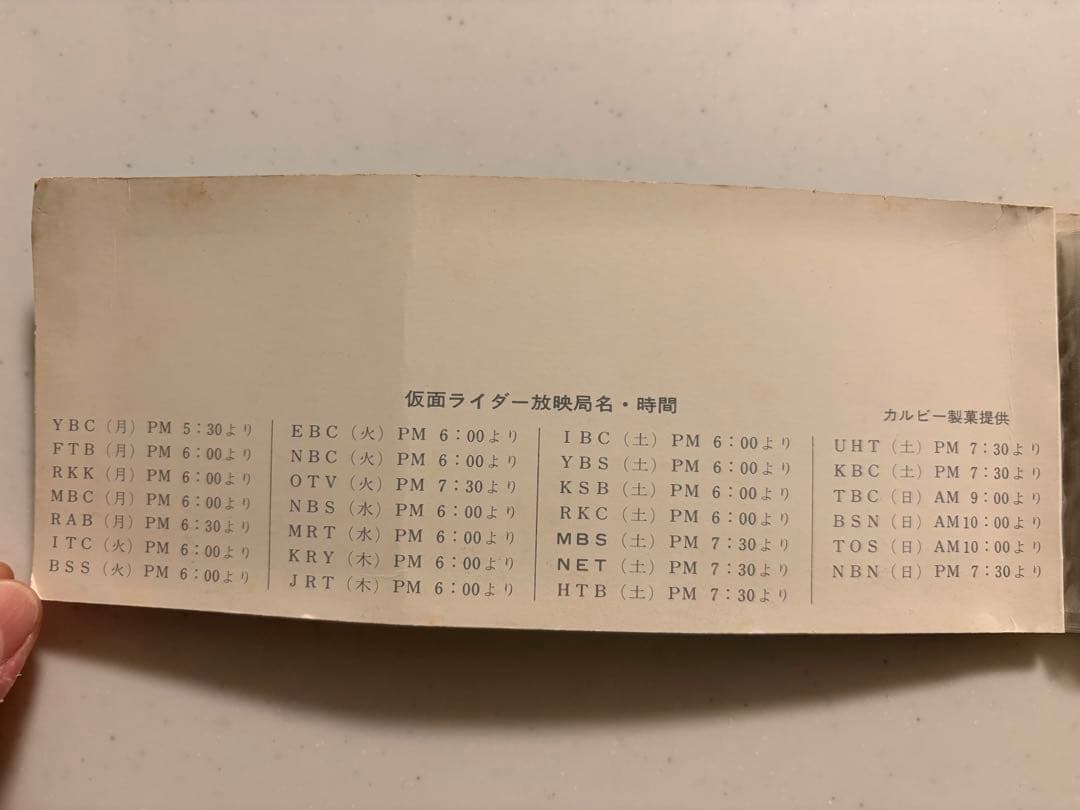 仮面ライダー放映局名・時間
カルビー製菓提供
YBC（月）PM 5：30より
FTB（月）PM 6：00より
RKK（月）PM 6：00より
MBC（月）PM 6：00より
RAB（月）PM 6：30より
ITC（火）PM 6：00より
BSS（火）PM 6：00より
EBC（火）PM 6：00より
NBC（火）PM 6：00より
OTV（火）PM 7：30より
NBS（水）PM 6：00より
MRT（水）PM 6：00より
KRY（木）PM 6：00より
JRT（木）PM 6：00より
IBC（土）PM 6：00より
YBS（土）PM 6：00より
KSB（土）PM 6：00より
RKC（土）PM 6：00より
MBS（土）PM 7：30より
NET（土）PM 7：30より
HTB（土）PM 7：30より
UHT（土）PM 7：30より
KBC（土）PM 7：30より
TBC（日）AM 9：00より
BSN（日）AM10：00より
TOS（日）AM10：00より
NBN（日）PM 7：30より